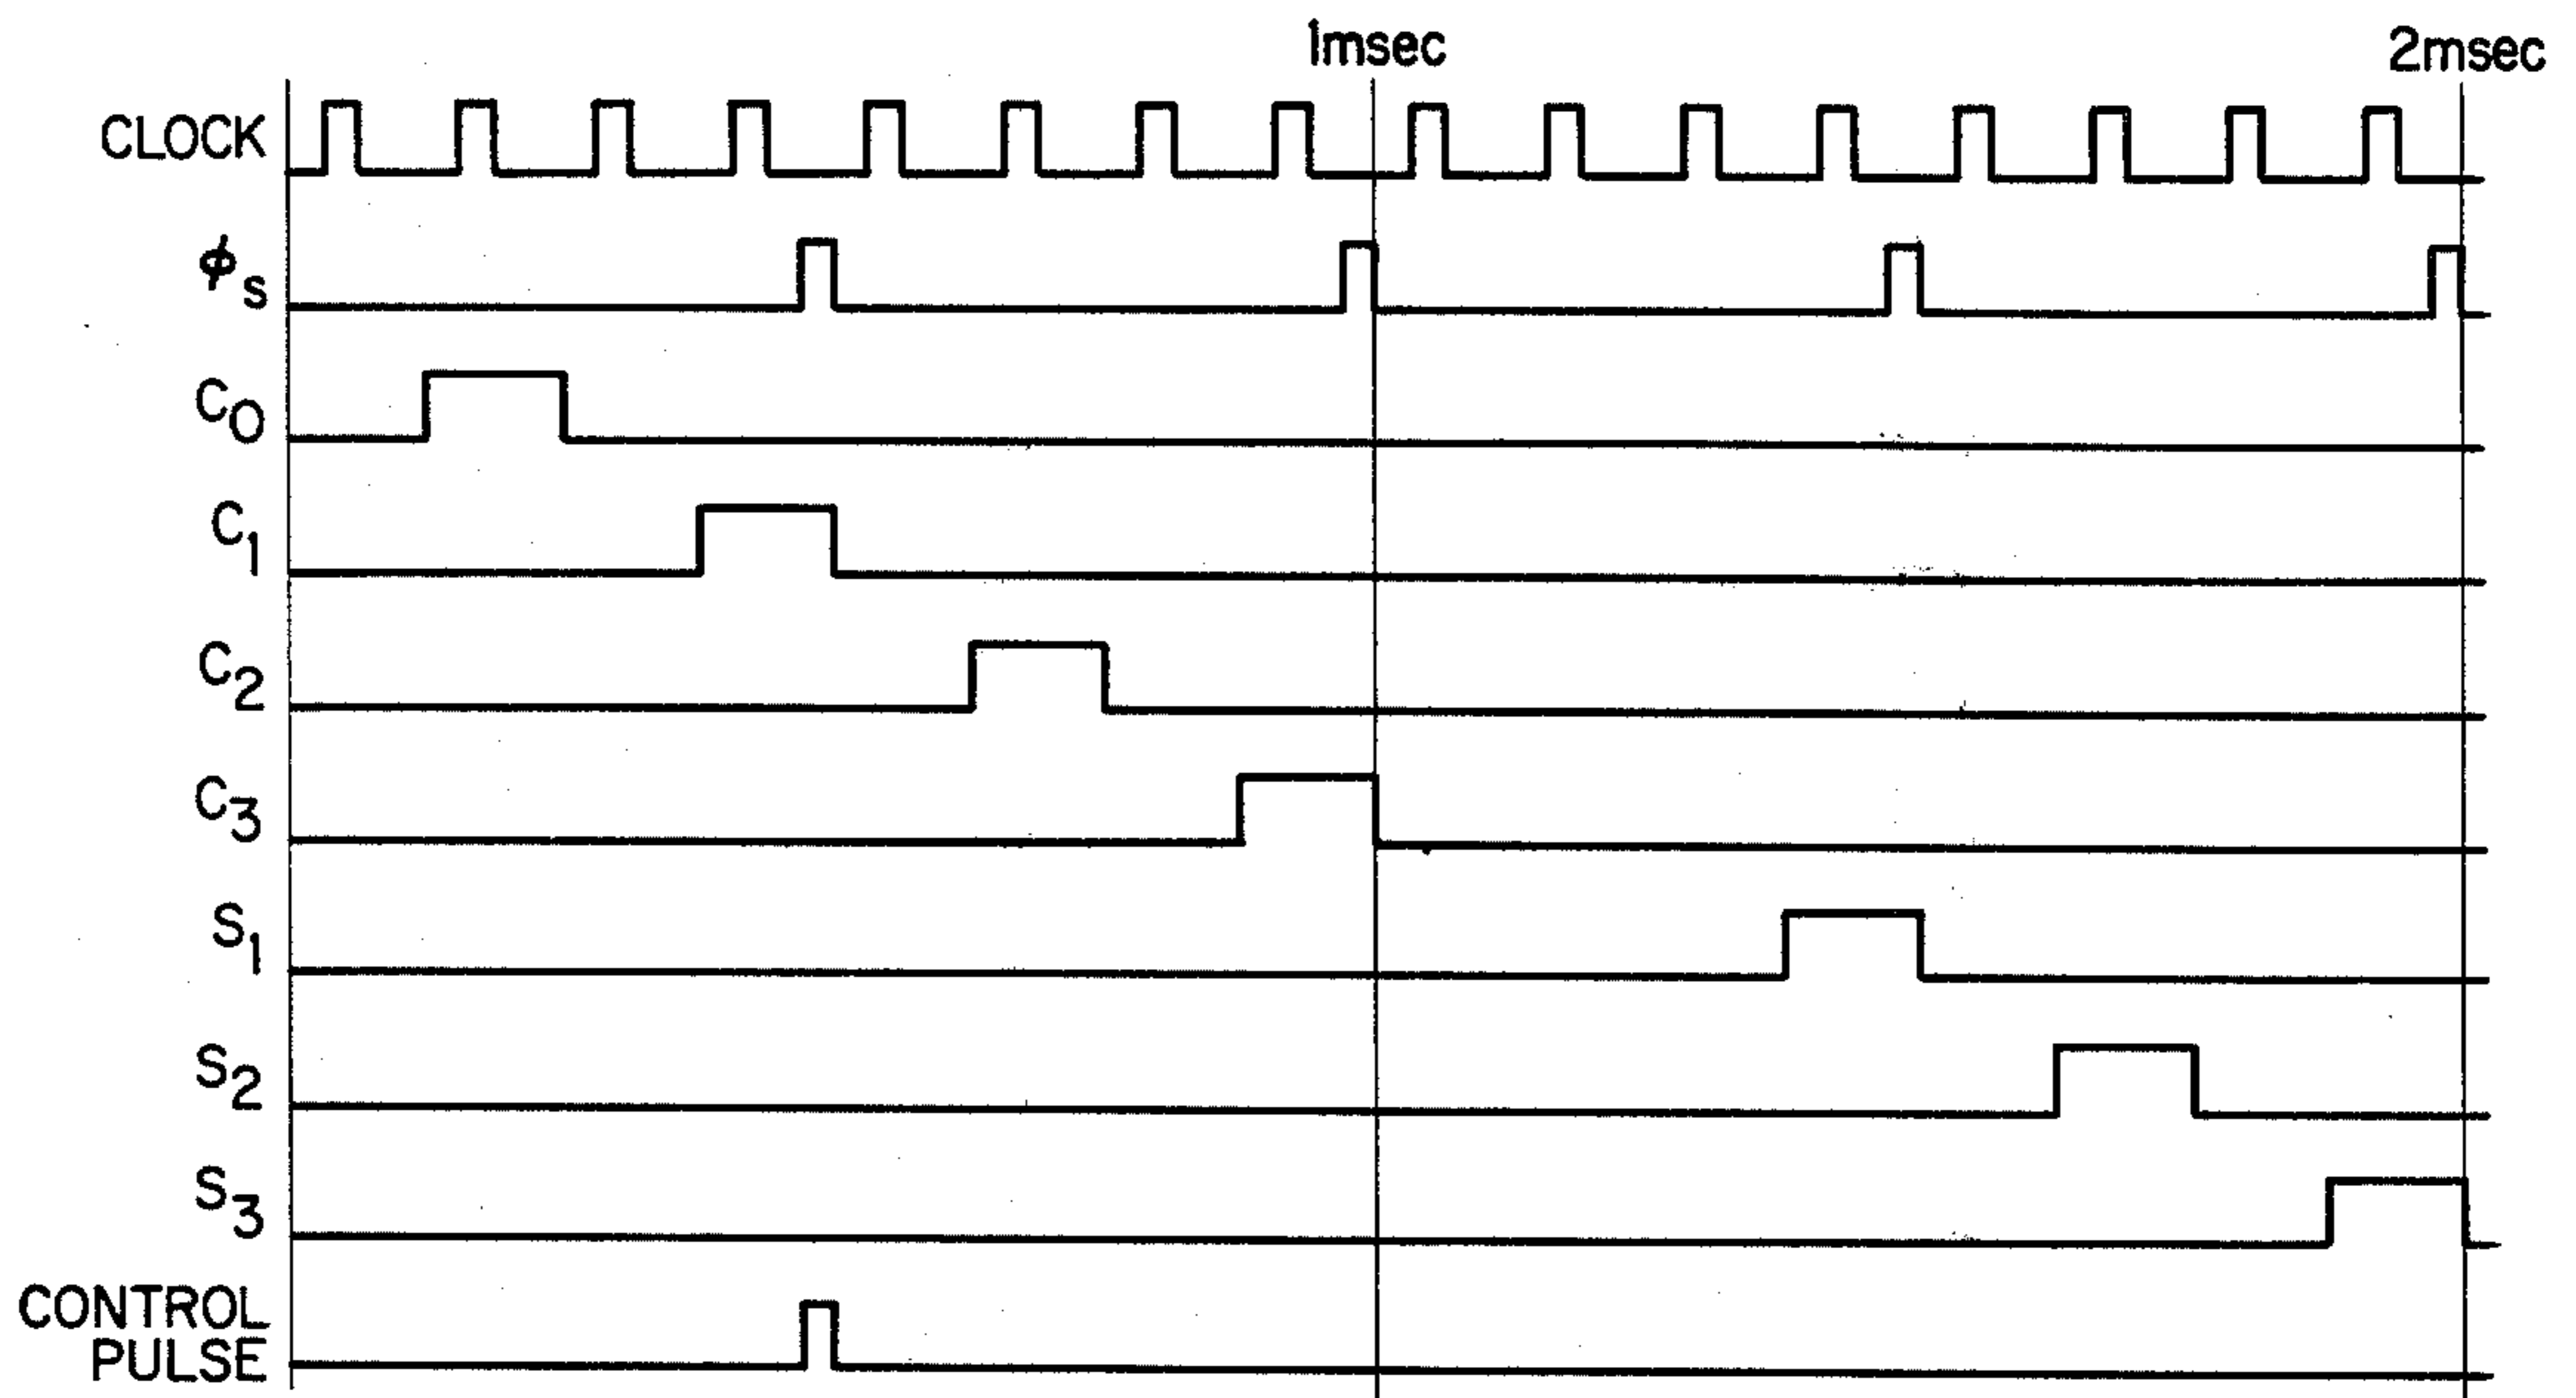 1msec
2msec
CLOCK
ϕs
C0
C1
C2
C3
S1
S2
S3
CONTROL
PULSE